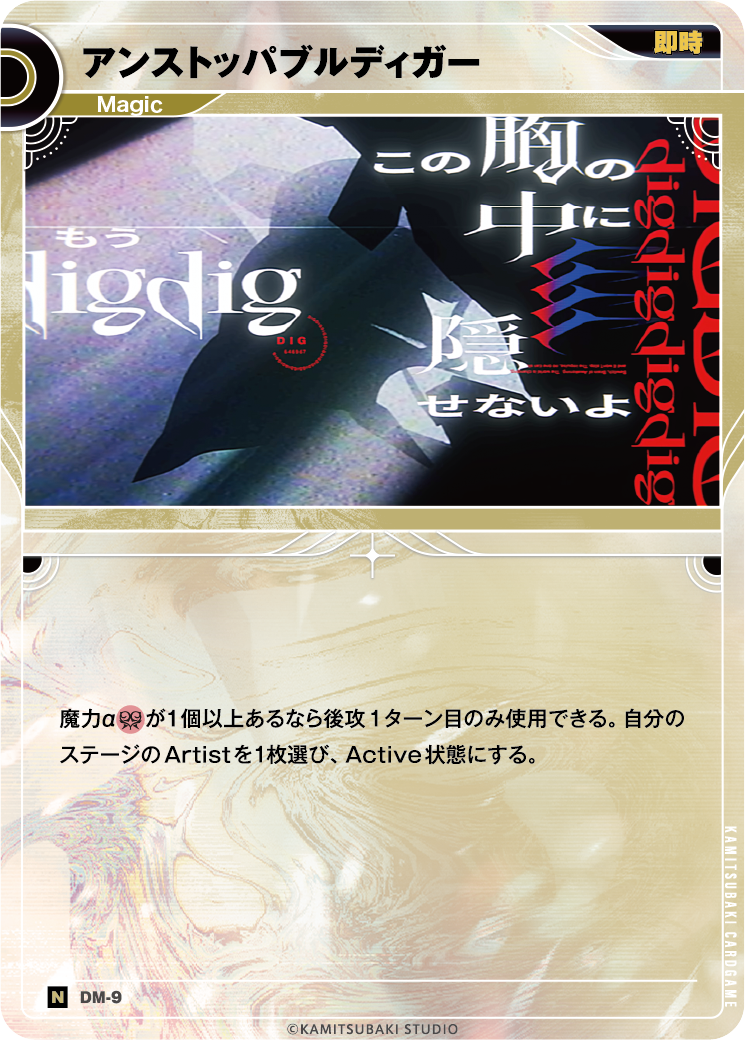 アンストッパブルディガー
即時
Magic
この胸の
中に
隠
せないよ
もう
digdig
DIG
digdigdigdigdig
魔力αが1個以上あるなら後攻1ターン目のみ使用できる。自分の
ステージのArtistを1枚選び、Active状態にする。
KAMITSUBAKI CARDGAME
N DM-9
©KAMITSUBAKI STUDIO